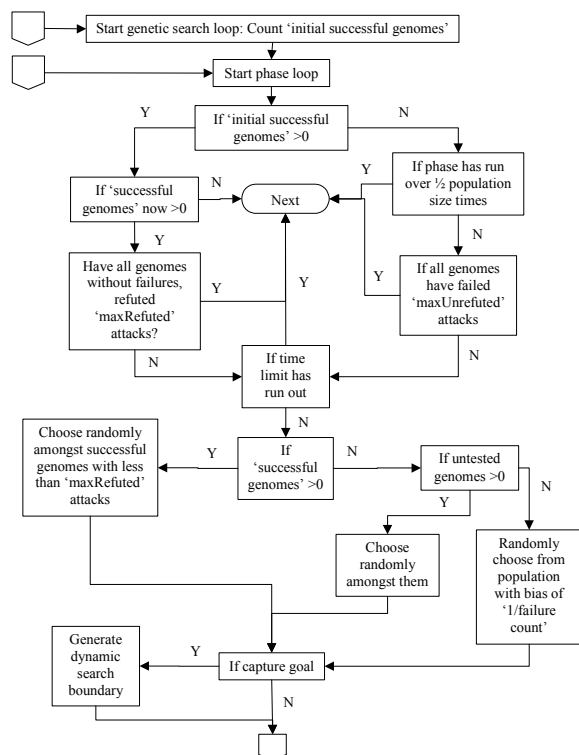 Start genetic search loop: Count ‘initial successful genomes’
Start phase loop
Y
N
If ‘initial successful
genomes’ >0
If ‘successful
genomes’ now >0
N
Next
Y
If phase has run
over ½ population
size times
Y
N
Have all genomes
without failures,
refuted
‘maxRefuted’
attacks?
Y
Y
Y
If all genomes
have failed
‘maxUnrefuted’
attacks
N
N
If time
limit has
run out
N
Choose randomly
amongst successful
genomes with less
than ‘maxRefuted’
attacks
Y
If
‘successful
genomes’ >0
N
If untested
genomes >0
Y
N
Choose
randomly
amongst them
Randomly
choose from
population
with bias of
‘1/failure
count’
Generate
dynamic
search
boundary
Y
If capture goal
N